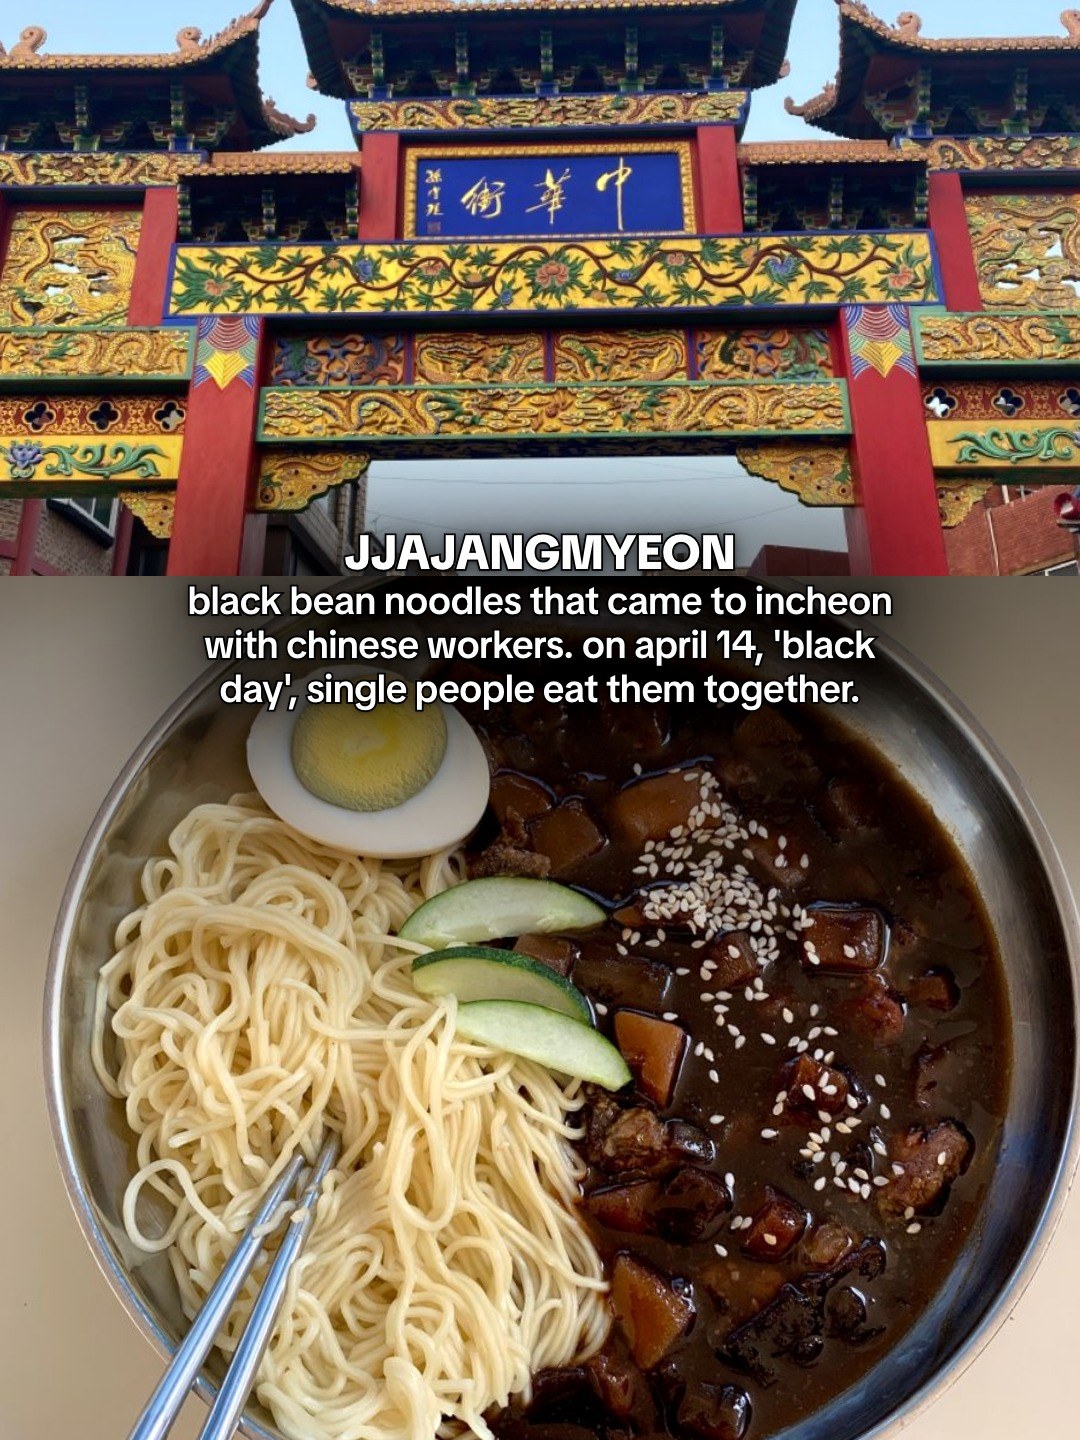 中華街
JJAJANGMYEON
black bean noodles that came to incheon
with chinese workers. on april 14, 'black
day', single people eat them together.